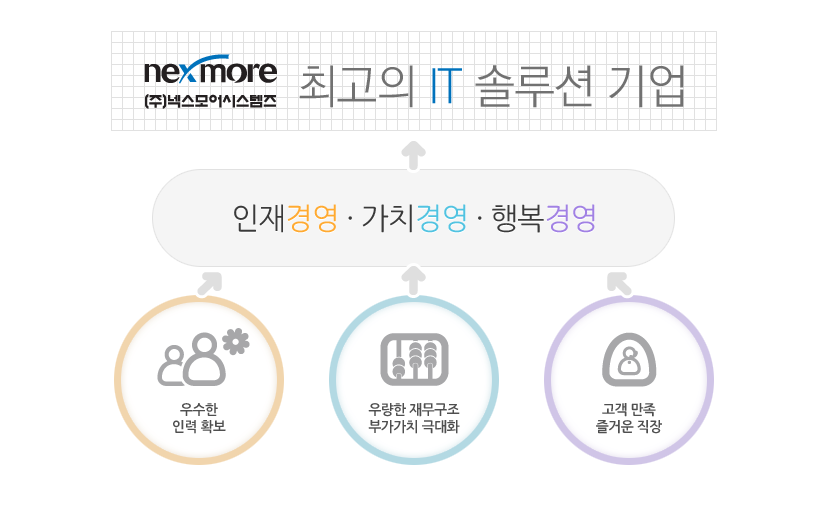 nexmore
(주)넥스모어시스템즈
최고의 IT 솔루션 기업
인재경영 · 가치경영 · 행복경영
우수한
인력 확보
우량한 재무구조
부가가치 극대화
고객 만족
즐거운 직장